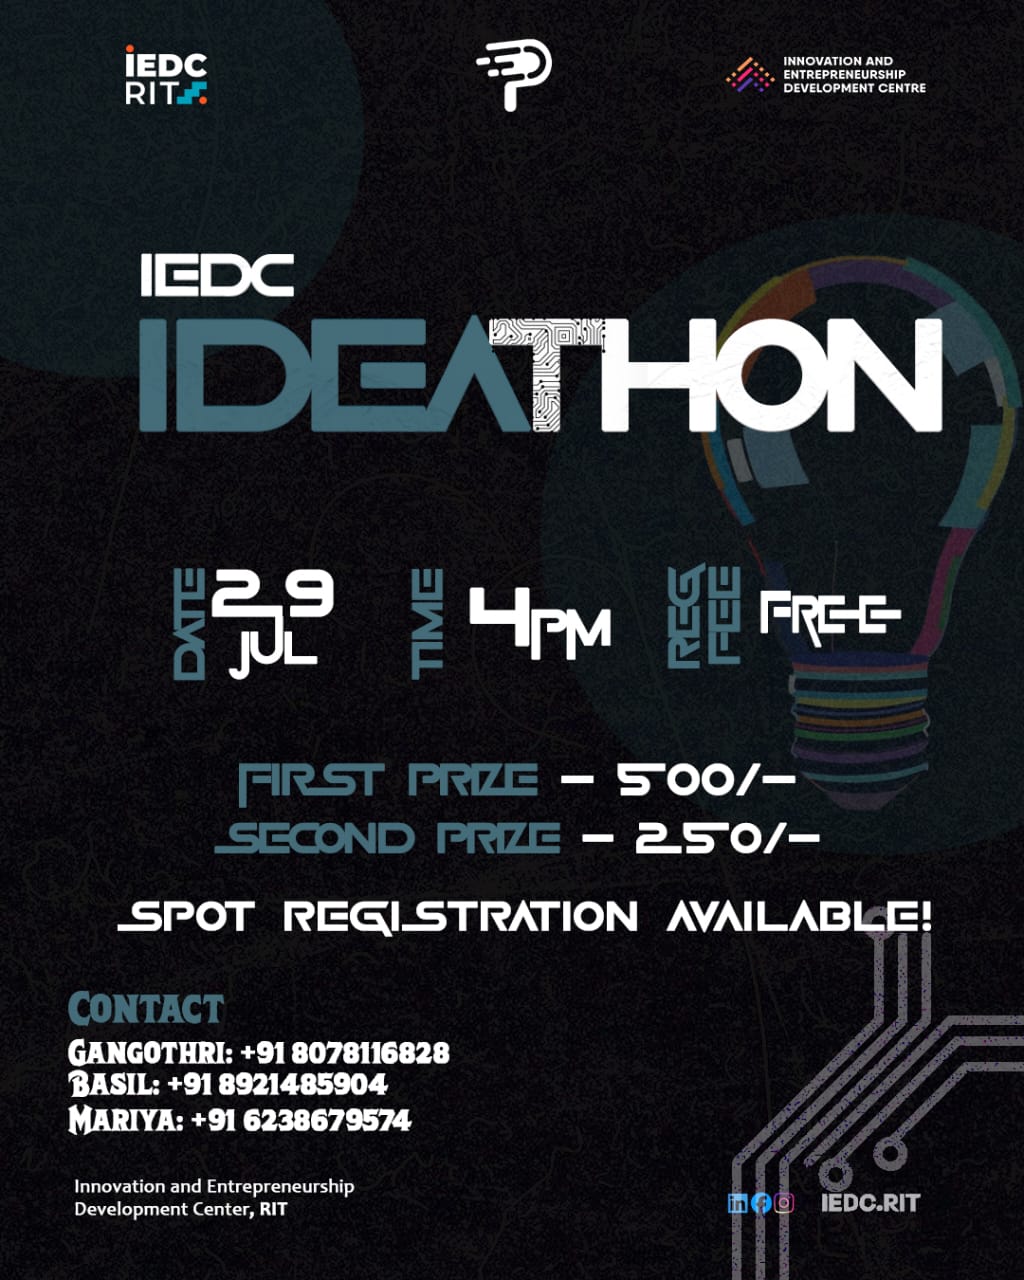 iEDC
RIT
INNOVATION AND
ENTREPRENEURSHIP
DEVELOPMENT CENTRE
IEDC
IDEATHON
DATE
29
JUL
TIME
4PM
REG
FEE
FREE
FIRST PRIZE – 500/–
SECOND PRIZE – 250/–
SPOT REGISTRATION AVAILABLE!
CONTACT
GANGOTHRI: +91 8078116828
BASIL: +91 8921485904
MARIYA: +91 6238679574
Innovation and Entrepreneurship
Development Center, RIT
IEDC.RIT